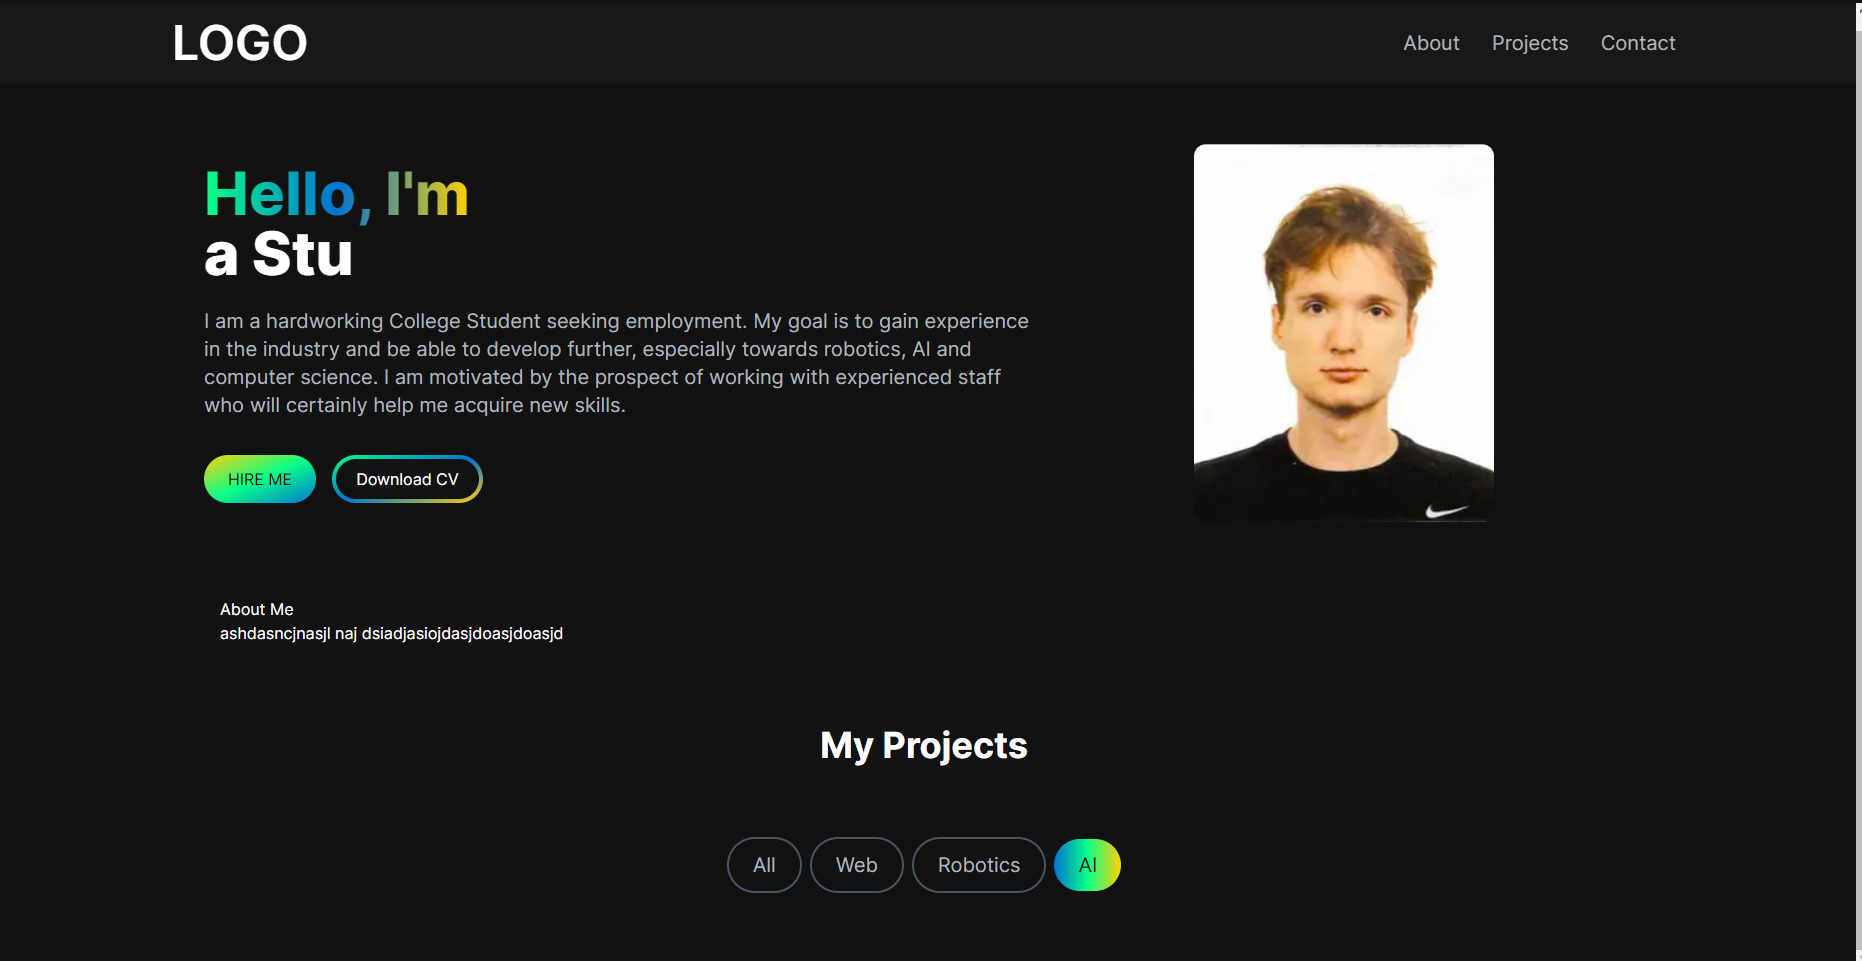 LOGO
About Projects Contact
Hello, I'm
a Stu
I am a hardworking College Student seeking employment. My goal is to gain experience
in the industry and be able to develop further, especially towards robotics, AI and
computer science. I am motivated by the prospect of working with experienced staff
who will certainly help me acquire new skills.
HIRE ME Download CV
About Me
ashdasncjnasjl naj dsiadjasiojdasjdoasjdoasjd
My Projects
All Web Robotics AI